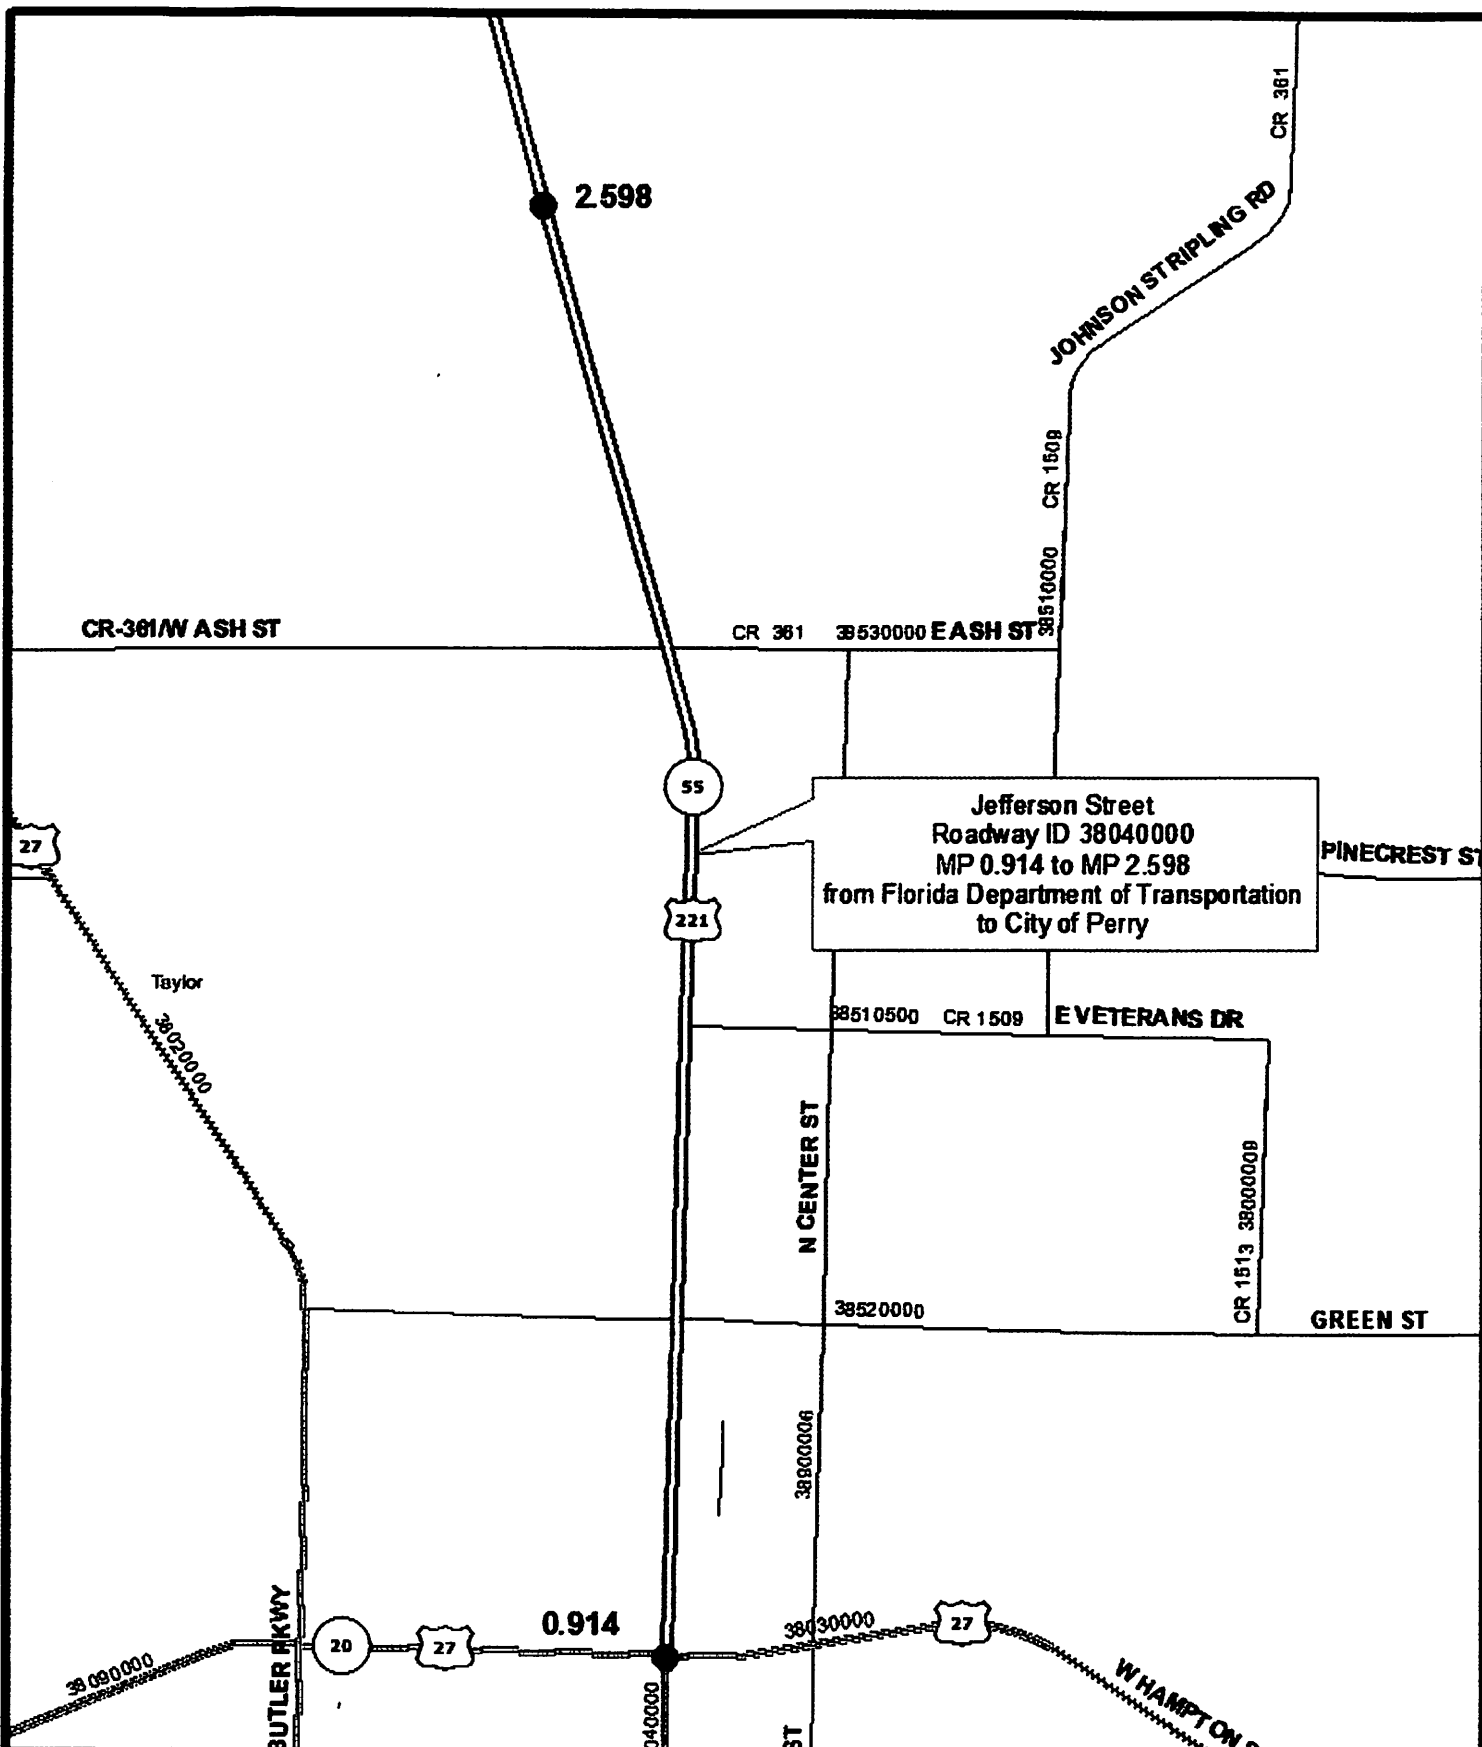 CR 361
2.598
JOHNSON STRIPLING RD
CR 1509
38510000
CR-361/W ASH ST
CR 361
38530000
E ASH ST
55
Jefferson Street
Roadway ID 38040000
MP 0.914 to MP 2.598
from Florida Department of Transportation
to City of Perry
27
PINECREST ST
221
Taylor
38020000
38510500
CR 1509
E VETERANS DR
N CENTER ST
CR 1513 38000009
38520000
GREEN ST
38900006
BUTLER PKWY
0.914
38030000
27
20
27
38090000
W HAMPTON
040000
ST